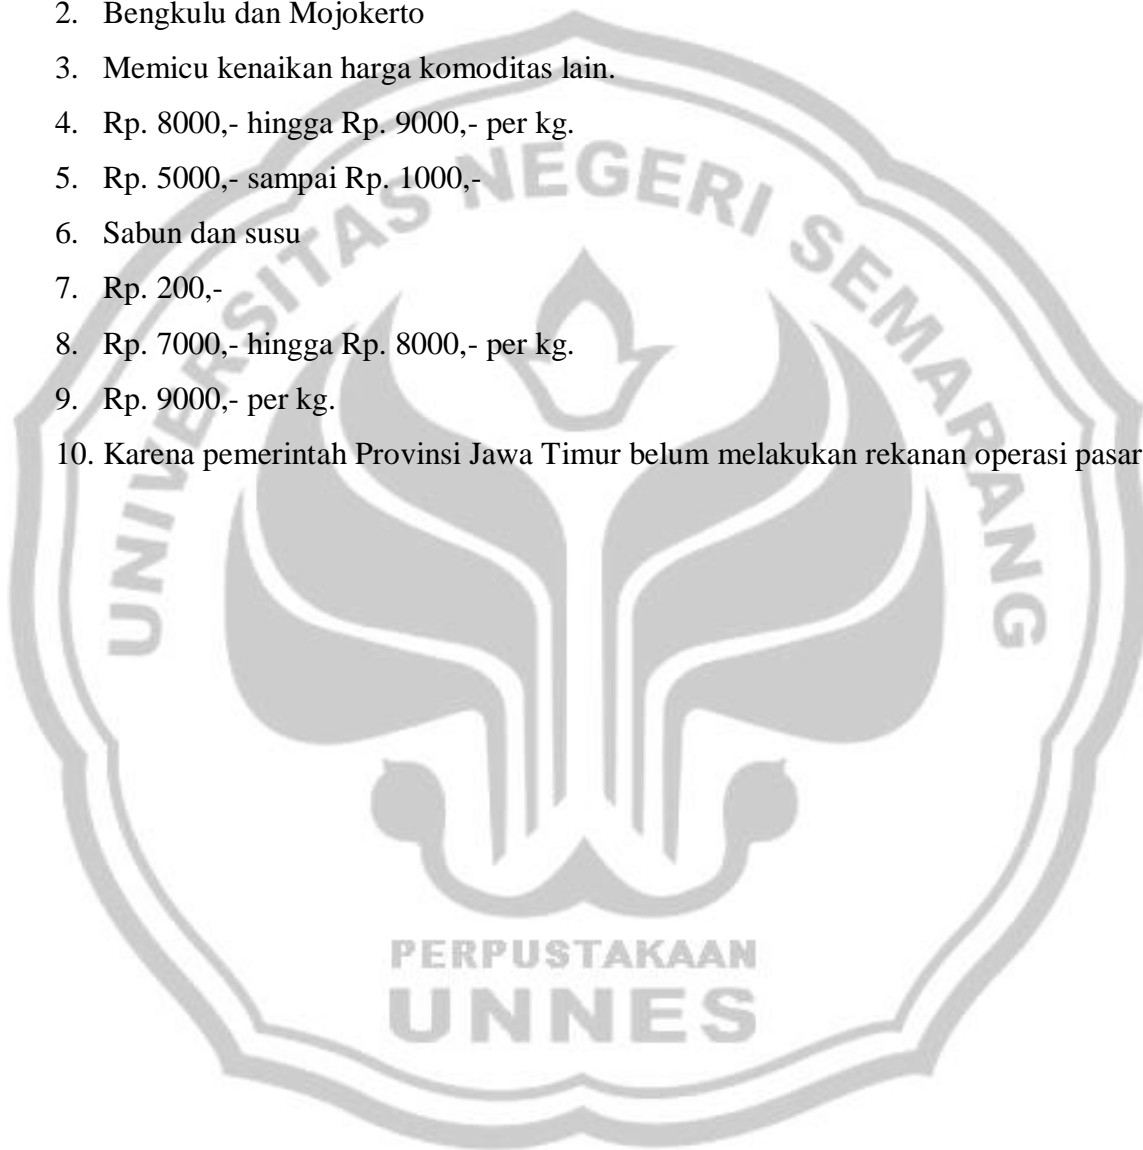 2. Bengkulu dan Mojokerto
3. Memicu kenaikan harga komoditas lain.
4. Rp. 8000,- hingga Rp. 9000,- per kg.
5. Rp. 5000,- sampai Rp. 1000,-
6. Sabun dan susu
7. Rp. 200,-
8. Rp. 7000,- hingga Rp. 8000,- per kg.
9. Rp. 9000,- per kg.
10. Karena pemerintah Provinsi Jawa Timur belum melakukan rekanan operasi pasar
UNIVERSITAS NEGERI SEMARANG
PERPUSTAKAAN
UNNES